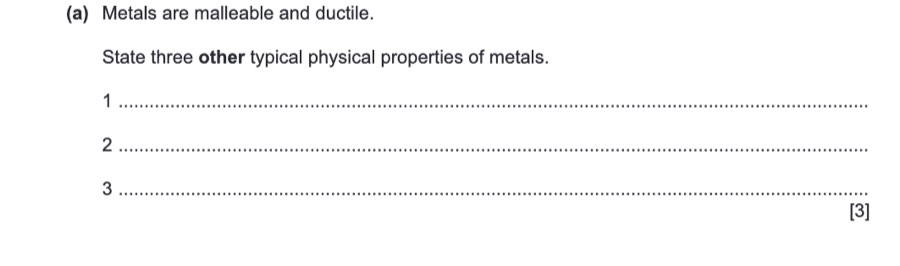 (a) Metals are malleable and ductile.
State three other typical physical properties of metals.
1 ..........................................................................................................................................................
2 ..........................................................................................................................................................
3 ..........................................................................................................................................................
[3]